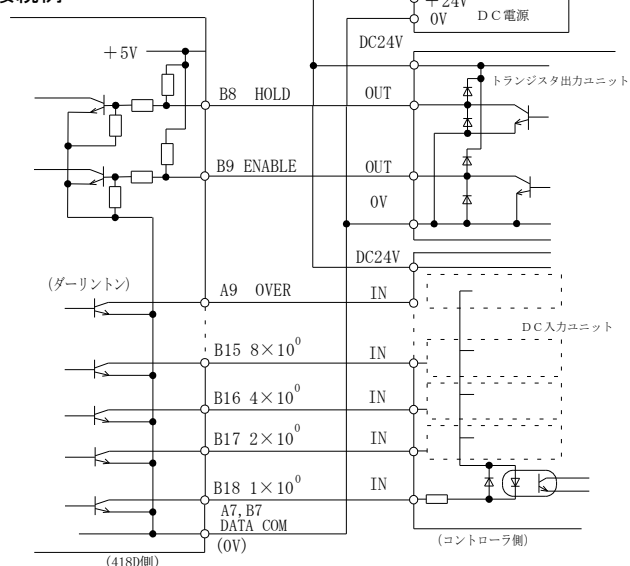 +24V
0V
DC電源
+5V
DC24V
トランジスタ出力ユニット
B8 HOLD
OUT
B9 ENABLE
OUT
0V
DC24V
(ダーリントン)
A9 OVER
IN
DC入力ユニット
B15 8×10⁰
IN
B16 4×10⁰
IN
B17 2×10⁰
IN
B18 1×10⁰
IN
A7,B7
DATA COM
(0V)
(コントローラ側)
(418D側)